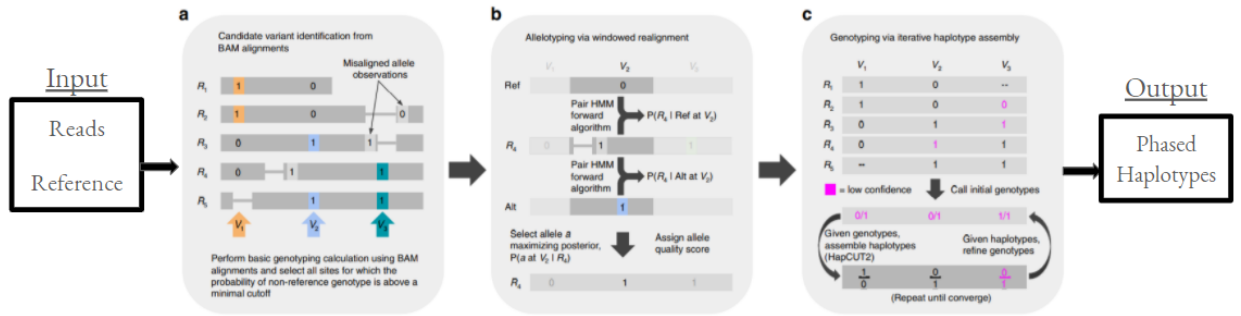 Input
Reads
Reference
a
Candidate variant identification from
BAM alignments
Misaligned allele
observations
R1 1 0
R2 1 0 0
R3 0 1 1
R4 0 1 1
R5 1 1
V1 V2 V3
Perform basic genotyping calculation using BAM
alignments and select all sites for which the
probability of non-reference genotype is above a
minimal cutoff
b
Allelotyping via windowed realignment
V1 V2 V3
Ref 0
Pair HMM
forward
algorithm
P(R4 | Ref at V2)
R4 0 1 1
Pair HMM
forward
algorithm
P(R4 | Alt at V2)
Alt 1
Select allele a
maximizing posterior,
P(a at V2 | R4)
Assign allele
quality score
R4 0 1 1
c
Genotyping via iterative haplotype assembly
V1 V2 V3
R1 1 0 --
R2 1 0 0
R3 0 1 1
R4 0 1 1
R5 -- 1 1
= low confidence
Call initial genotypes
0/1 0/1 1/1
Given genotypes,
assemble haplotypes
(HapCUT2)
Given haplotypes,
refine genotypes
1 0 0
0 1 1
(Repeat until converge)
Output
Phased
Haplotypes